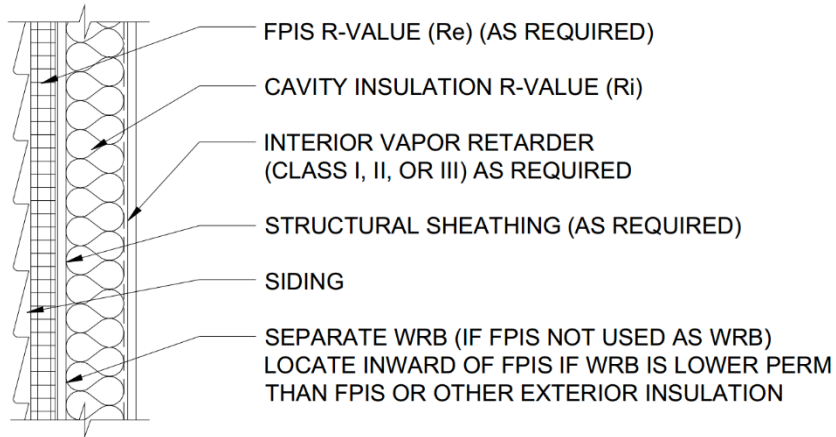 FPIS R-VALUE (Re) (AS REQUIRED)
CAVITY INSULATION R-VALUE (Ri)
INTERIOR VAPOR RETARDER
(CLASS I, II, OR III) AS REQUIRED
STRUCTURAL SHEATHING (AS REQUIRED)
SIDING
SEPARATE WRB (IF FPIS NOT USED AS WRB)
LOCATE INWARD OF FPIS IF WRB IS LOWER PERM
THAN FPIS OR OTHER EXTERIOR INSULATION